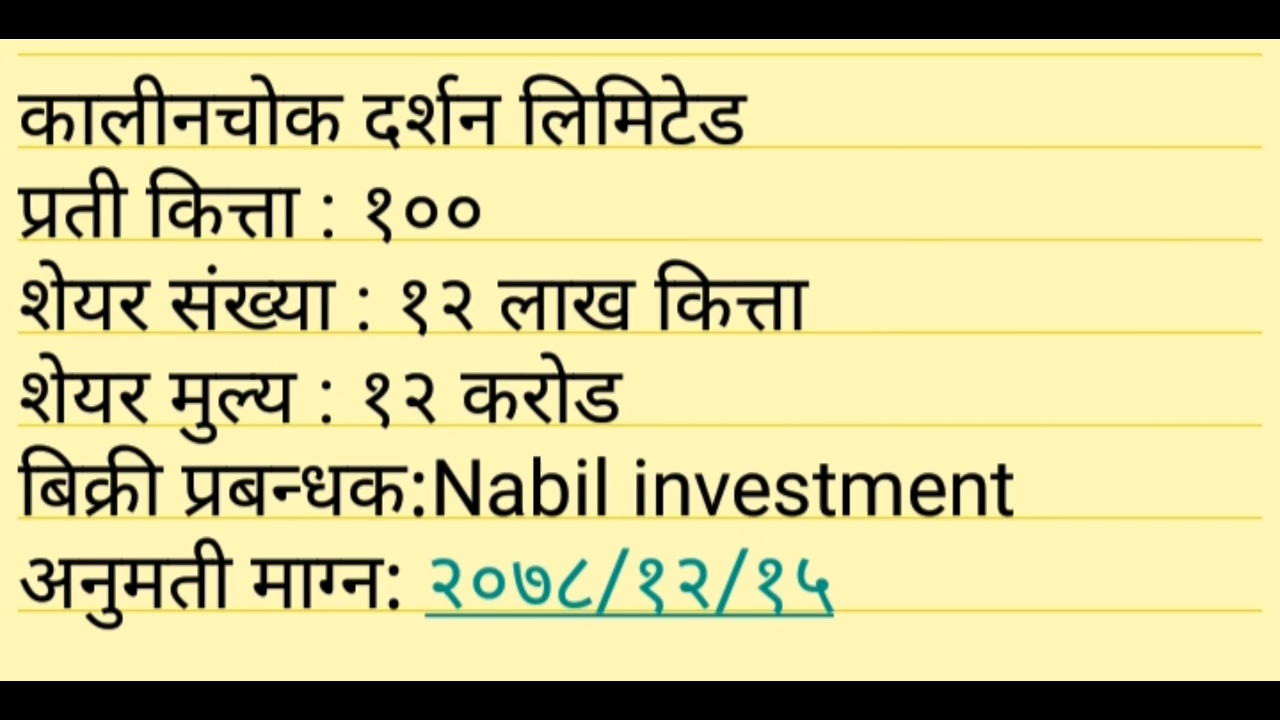 कालीनचोक दर्शन लिमिटेड
प्रती कित्ता : १००
शेयर संख्या : १२ लाख कित्ता
शेयर मुल्य : १२ करोड
बिक्री प्रबन्धक:Nabil investment
अनुमती माग्न: २०७८/१२/१५